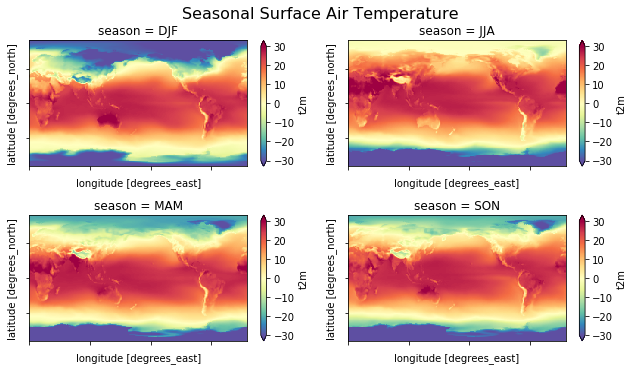 Seasonal Surface Air Temperature
season = DJF
latitude [degrees_north]
longitude [degrees_east]
30
20
10
0
−10
−20
−30
t2m
season = JJA
latitude [degrees_north]
longitude [degrees_east]
30
20
10
0
−10
−20
−30
t2m
season = MAM
latitude [degrees_north]
longitude [degrees_east]
30
20
10
0
−10
−20
−30
t2m
season = SON
latitude [degrees_north]
longitude [degrees_east]
30
20
10
0
−10
−20
−30
t2m